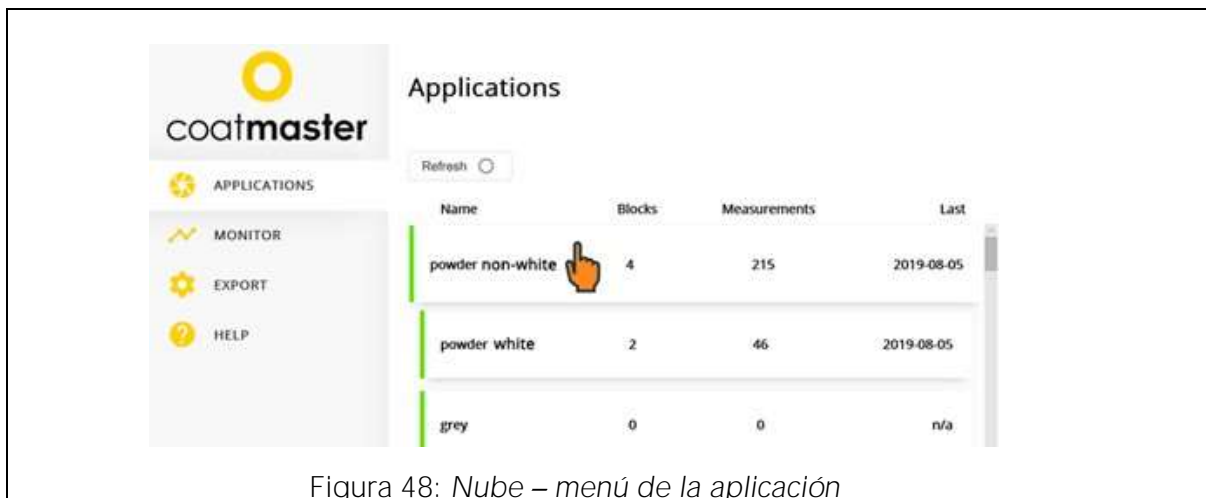 coatmaster
APPLICATIONS
MONITOR
EXPORT
HELP
Applications
Refresh
Name Blocks Measurements Last
powder non-white 4 215 2019-08-05
powder white 2 46 2019-08-05
grey 0 0 n/a
Figura 48: Nube – menú de la aplicación